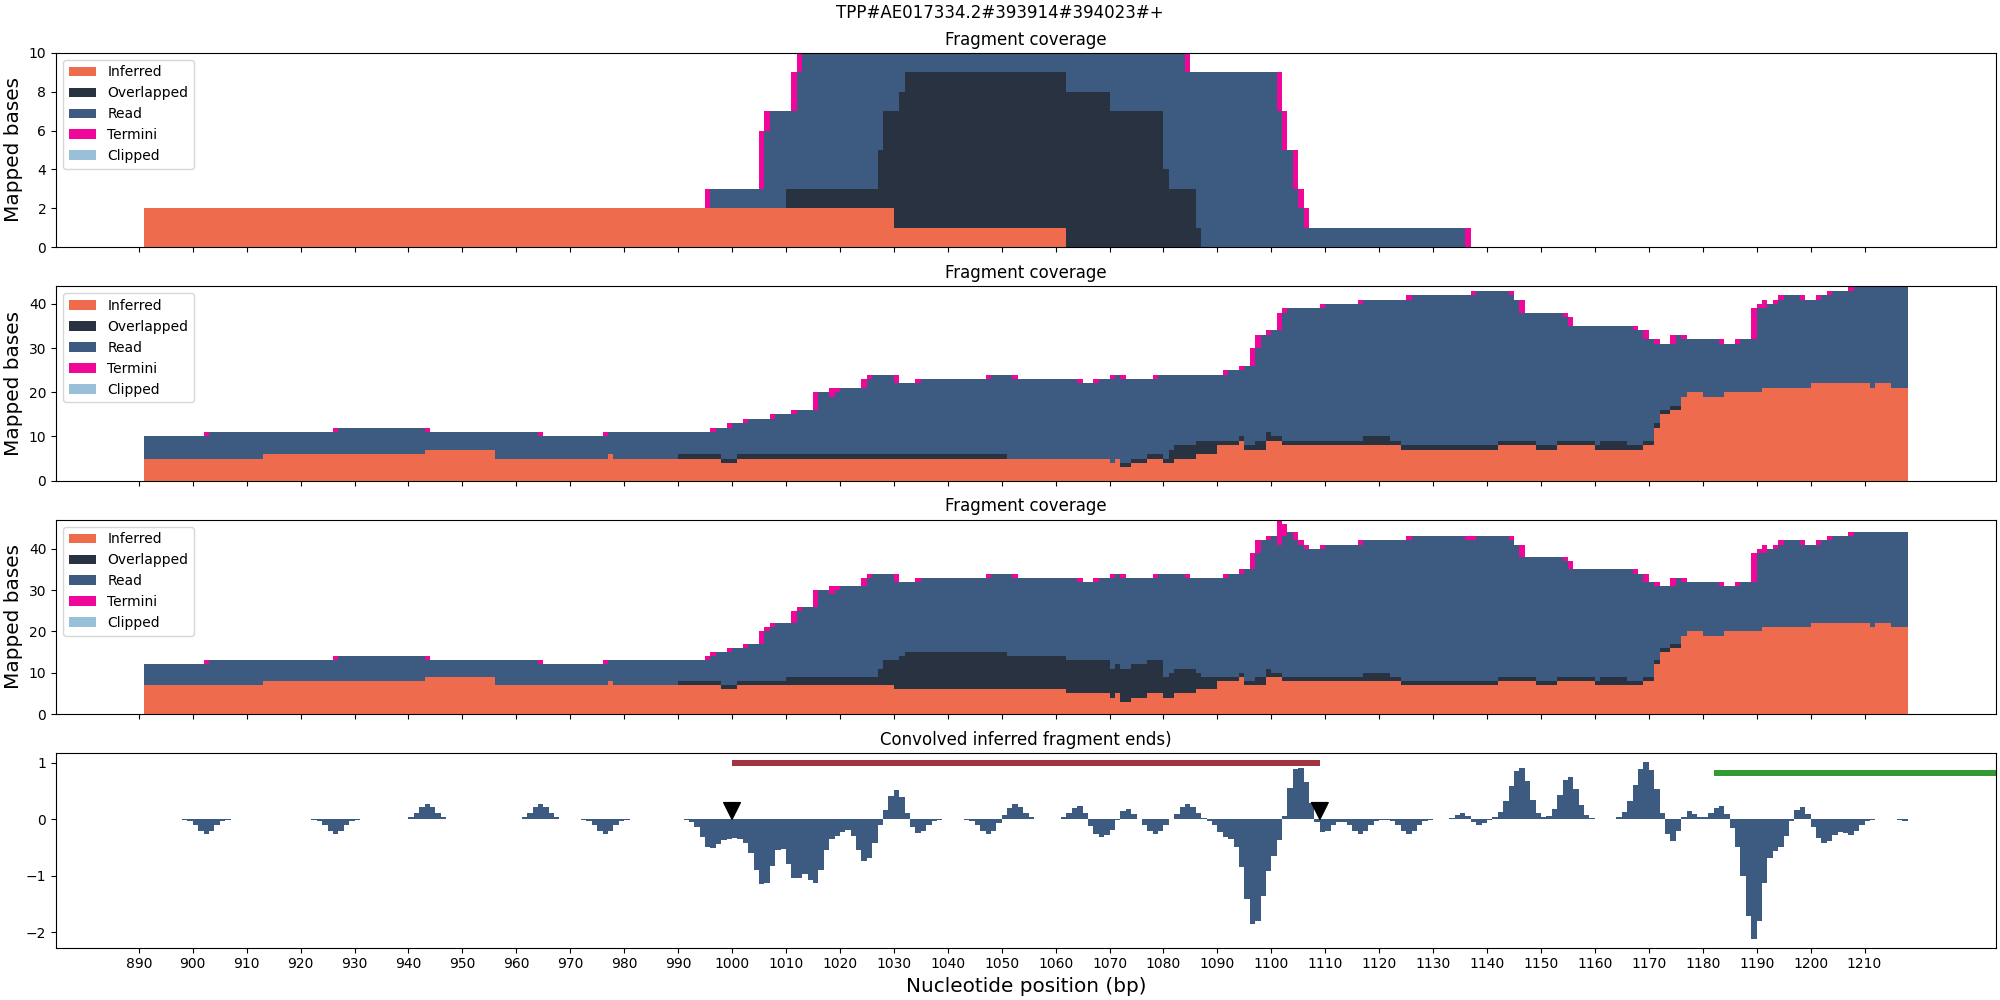 TPP#AE017334.2#393914#394023#+
Fragment coverage
Mapped bases
10
8
6
4
2
0
Inferred
Overlapped
Read
Termini
Clipped
Fragment coverage
Mapped bases
40
30
20
10
0
Inferred
Overlapped
Read
Termini
Clipped
Fragment coverage
Mapped bases
40
30
20
10
0
Inferred
Overlapped
Read
Termini
Clipped
Convolved inferred fragment ends)
1
0
−1
−2
890 900 910 920 930 940 950 960 970 980 990 1000 1010 1020 1030 1040 1050 1060 1070 1080 1090 1100 1110 1120 1130 1140 1150 1160 1170 1180 1190 1200 1210
Nucleotide position (bp)